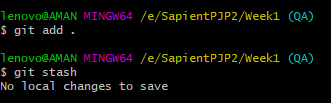 lenovo@AMAN MINGW64 /e/SapientPJP2/Week1 (QA)
$ git add .
lenovo@AMAN MINGW64 /e/SapientPJP2/Week1 (QA)
$ git stash
No local changes to save